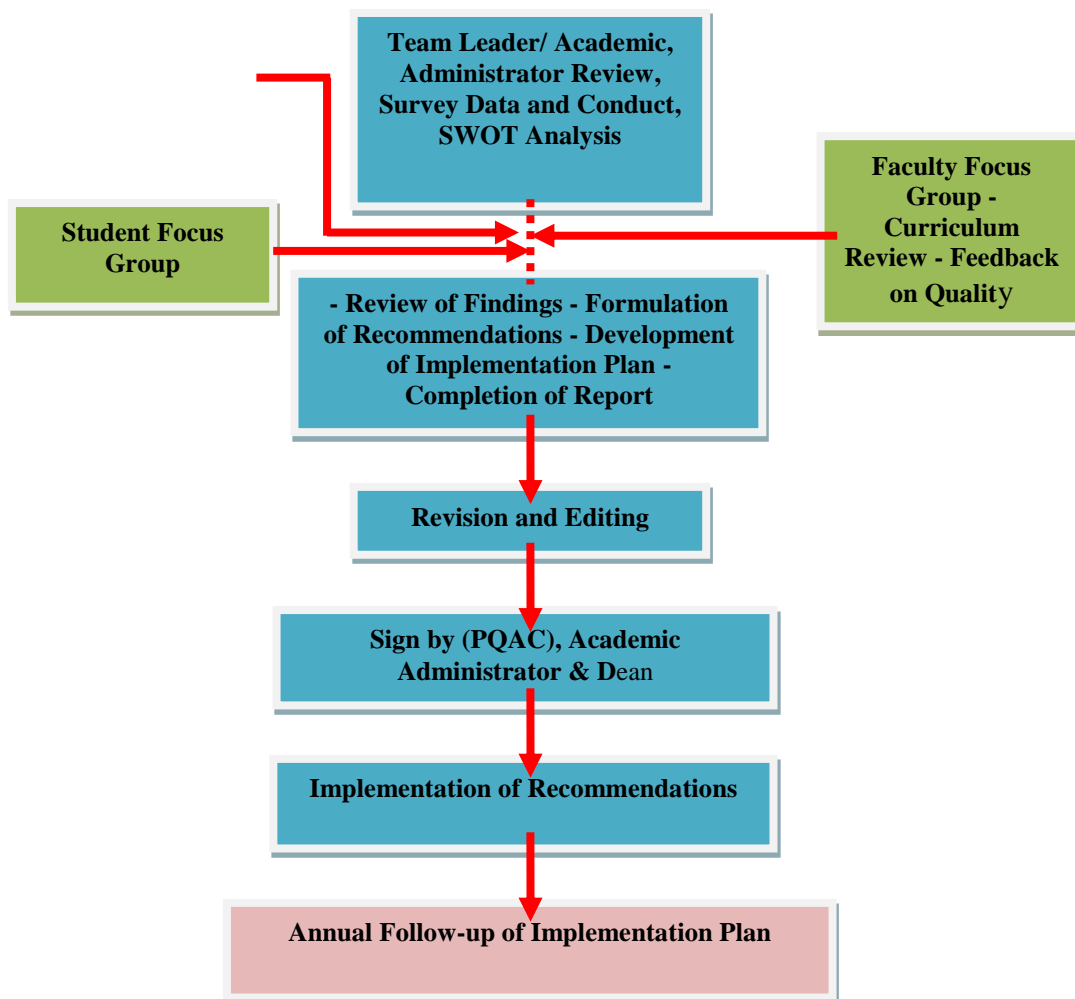 Team Leader/ Academic,
Administrator Review,
Survey Data and Conduct,
SWOT Analysis
Faculty Focus
Group -
Curriculum
Review - Feedback
on Quality
Student Focus
Group
- Review of Findings - Formulation
of Recommendations - Development
of Implementation Plan -
Completion of Report
Revision and Editing
Sign by (PQAC), Academic
Administrator & Dean
Implementation of Recommendations
Annual Follow-up of Implementation Plan